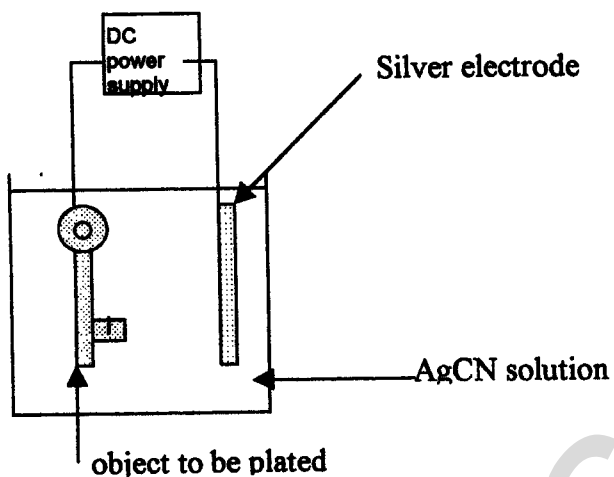 DC
power
supply
Silver electrode
AgCN solution
object to be plated